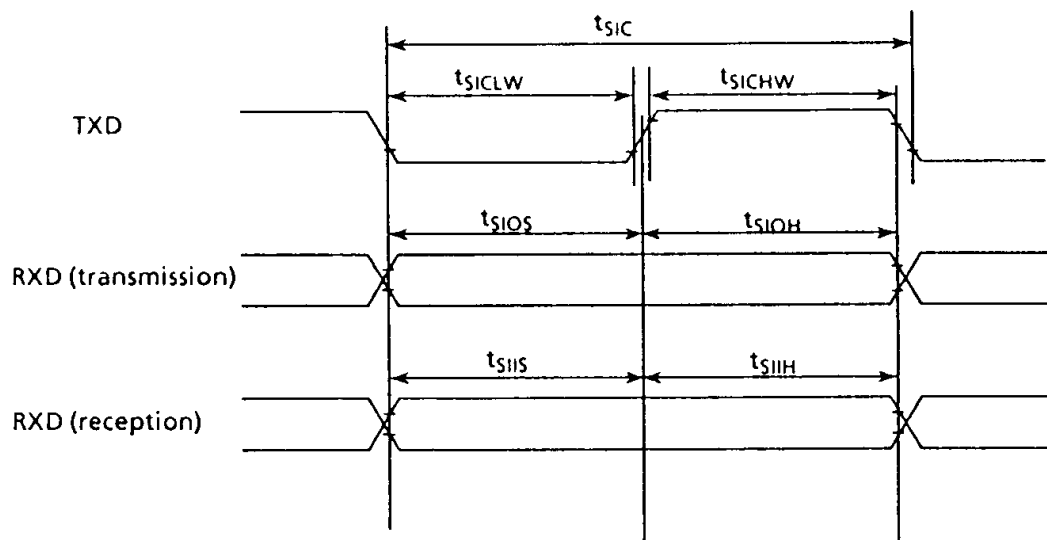 tSIC
tSICLW
tSICHW
TXD
tSIOS
tSIOH
RXD (transmission)
tSIIS
tSIIH
RXD (reception)